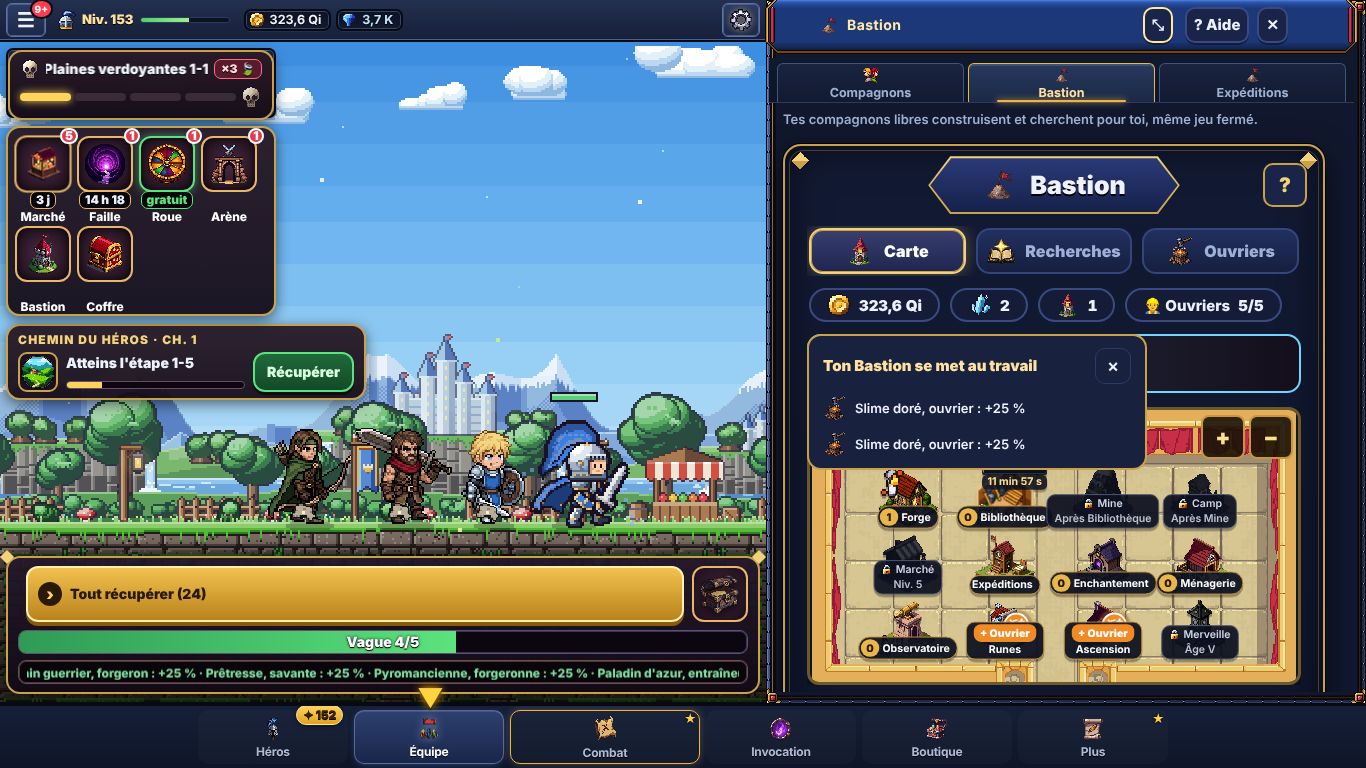 9+
Niv. 153
323,6 Qi
3,7 K
Plaines verdoyantes 1-1
×3
5
1
1
1
3 j
14 h 18
gratuit
Marché
Faille
Roue
Arène
Bastion
Coffre
CHEMIN DU HÉROS · CH. 1
Atteins l'étape 1-5
Récupérer
Tout récupérer (24)
Vague 4/5
in guerrier, forgeron : +25 % · Prêtresse, savante : +25 % · Pyromancienne, forgeronne : +25 % · Paladin d'azur, entraîne
Bastion
? Aide
×
Compagnons
Bastion
Expéditions
Tes compagnons libres construisent et cherchent pour toi, même jeu fermé.
Bastion
?
Carte
Recherches
Ouvriers
323,6 Qi
2
1
Ouvriers 5/5
Ton Bastion se met au travail
×
Slime doré, ouvrier : +25 %
Slime doré, ouvrier : +25 %
+
−
11 min 57 s
1 Forge
0 Bibliothèque
Mine
Après Bibliothèque
Camp
Après Mine
Marché
Niv. 5
Expéditions
0 Enchantement
0 Ménagerie
0 Observatoire
+ Ouvrier
Runes
+ Ouvrier
Ascension
Merveille
Âge V
152
Héros
Équipe
Combat
Invocation
Boutique
Plus